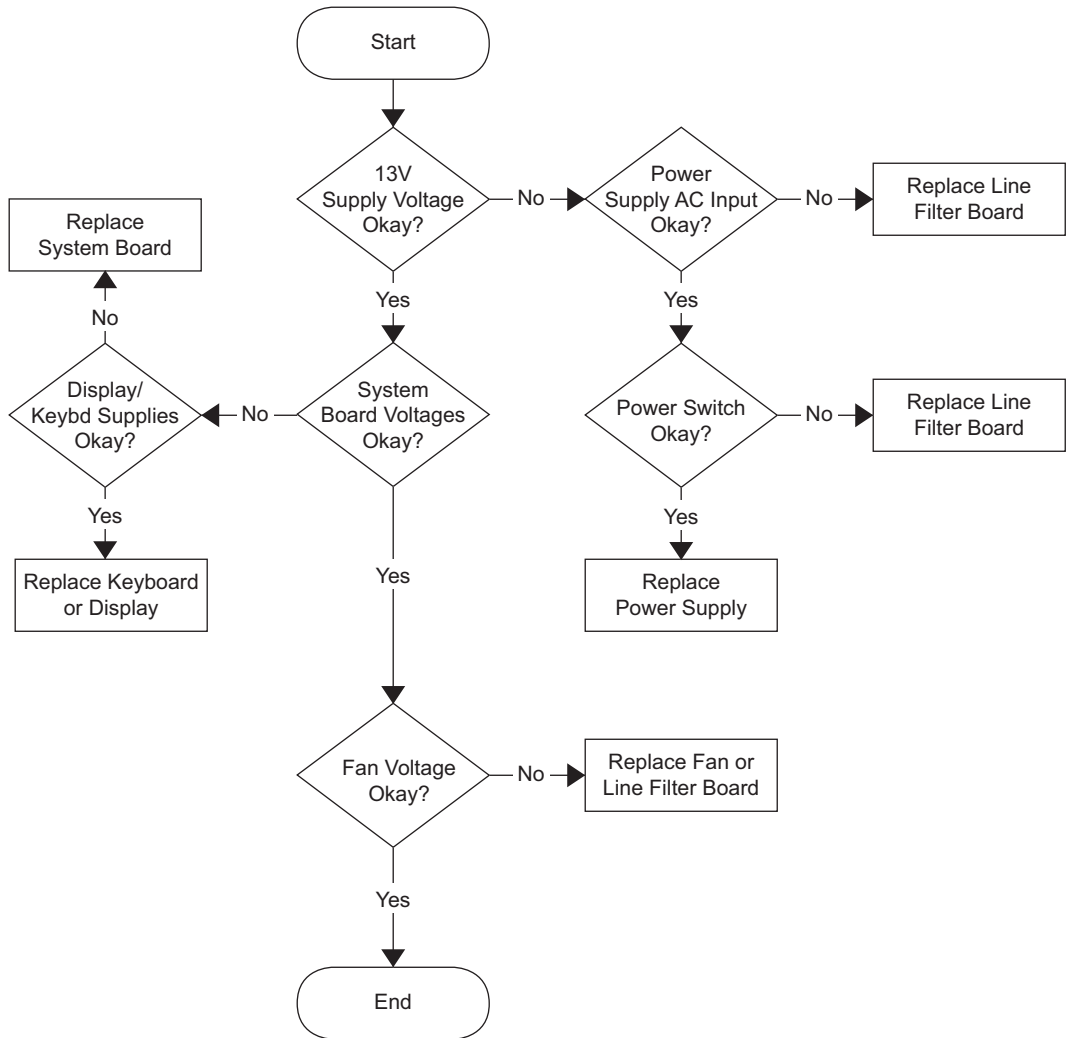 Start
13V
Supply Voltage
Okay?
No
Power
Supply AC Input
Okay?
No
Replace Line
Filter Board
Replace
System Board
Yes
Yes
No
Display/
Keybd Supplies
Okay?
No
System
Board Voltages
Okay?
Power Switch
Okay?
No
Replace Line
Filter Board
Yes
Yes
Replace Keyboard
or Display
Yes
Replace
Power Supply
Fan Voltage
Okay?
No
Replace Fan or
Line Filter Board
Yes
End